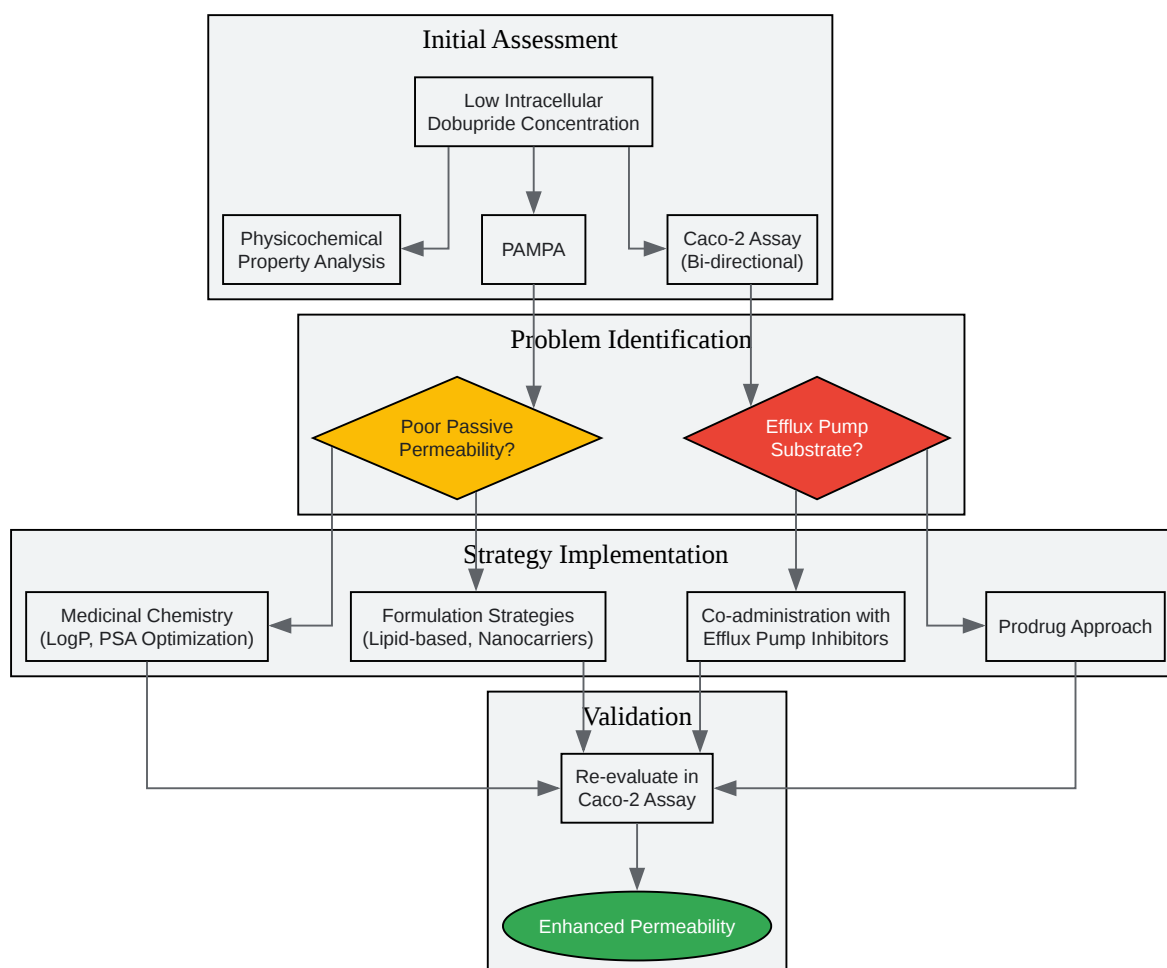 Initial Assessment
Low Intracellular
Dobupride Concentration
Physicochemical
Property Analysis
PAMPA
Caco-2 Assay
(Bi-directional)
Problem Identification
Poor Passive
Permeability?
Efflux Pump
Substrate?
Strategy Implementation
Medicinal Chemistry
(LogP, PSA Optimization)
Formulation Strategies
(Lipid-based, Nanocarriers)
Co-administration with
Efflux Pump Inhibitors
Prodrug Approach
Validation
Re-evaluate in
Caco-2 Assay
Enhanced Permeability